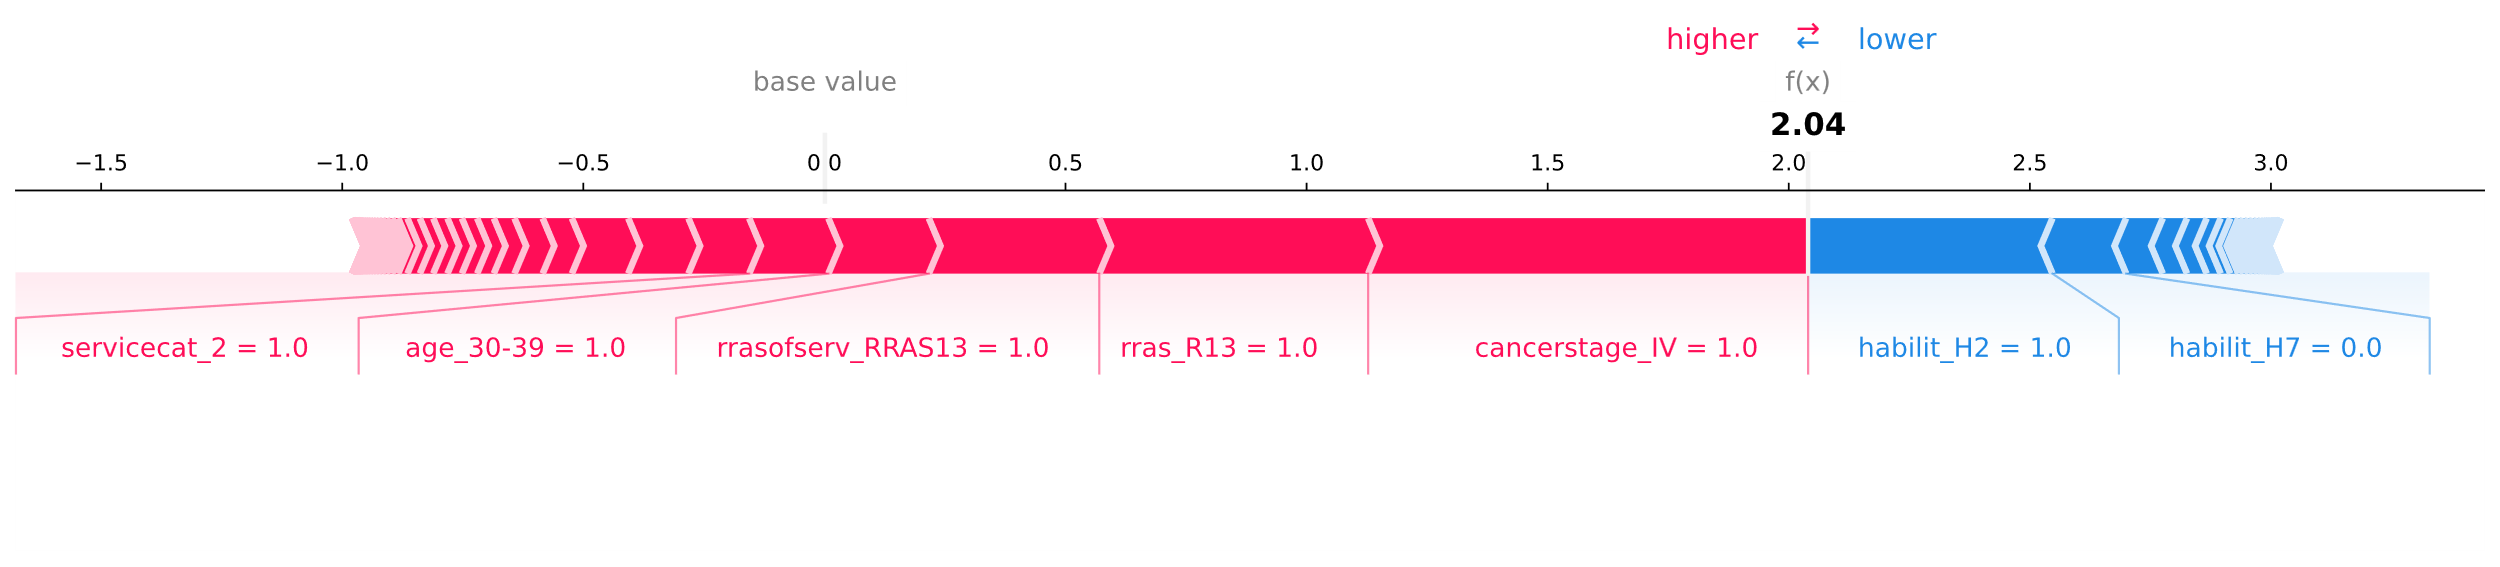 higher ⇄ lower
base value f(x)
2.04
−1.5 −1.0 −0.5 0.0 0.5 1.0 1.5 2.0 2.5 3.0
servicecat_2 = 1.0 age_30-39 = 1.0 rrasofserv_RRAS13 = 1.0 rras_R13 = 1.0 cancerstage_IV = 1.0 habilit_H2 = 1.0 habilit_H7 = 0.0